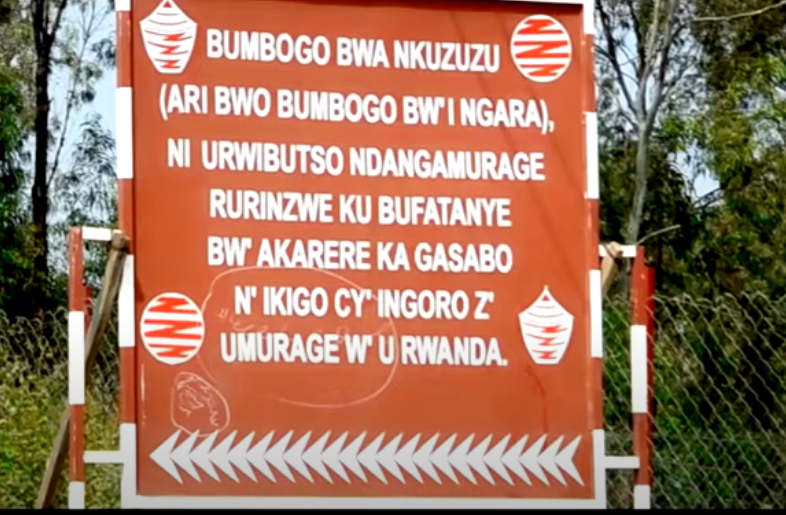 BUMBOGO BWA NKUZUZU
(ARI BWO BUMBOGO BW'I NGARA),
NI URWIBUTSO NDANGAMURAGE
RURINZWE KU BUFATANYE
BW' AKARERE KA GASABO
N' IKIGO CY' INGORO Z'
UMURAGE W' U RWANDA.